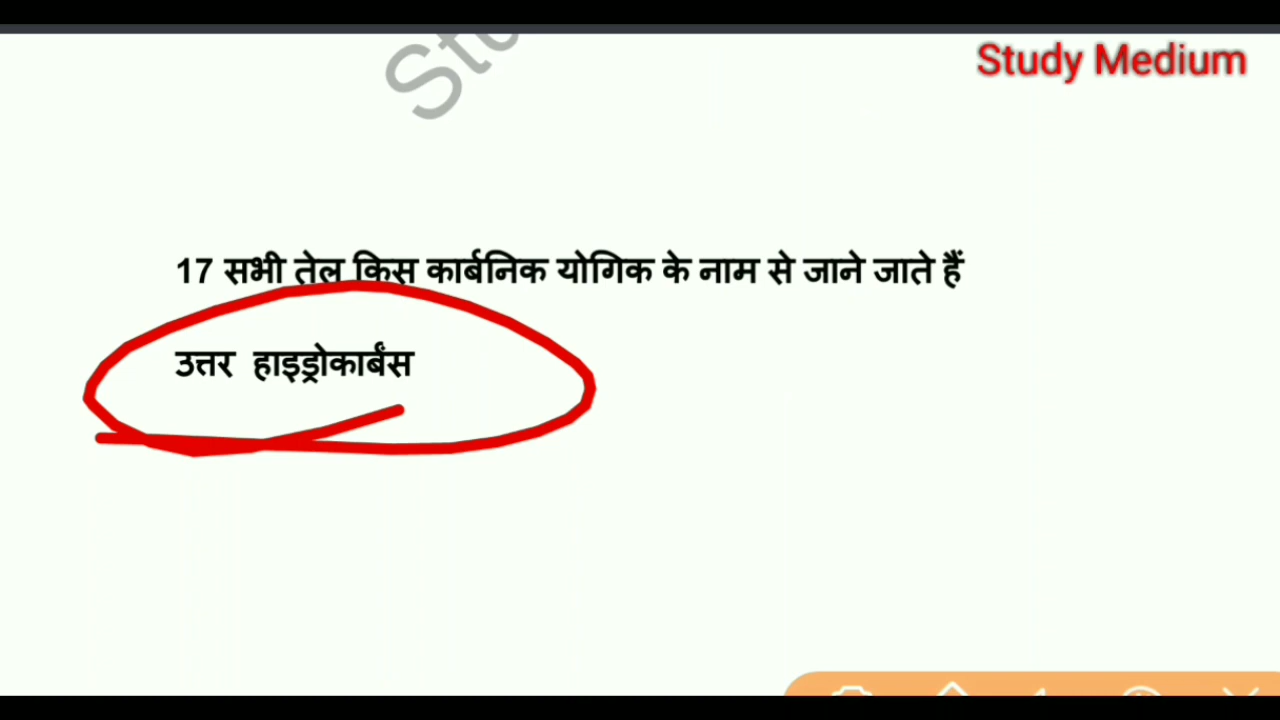 Study Medium
17 सभी तेल किस कार्बनिक योगिक के नाम से जाने जाते हैं
उत्तर हाइड्रोकार्बंस